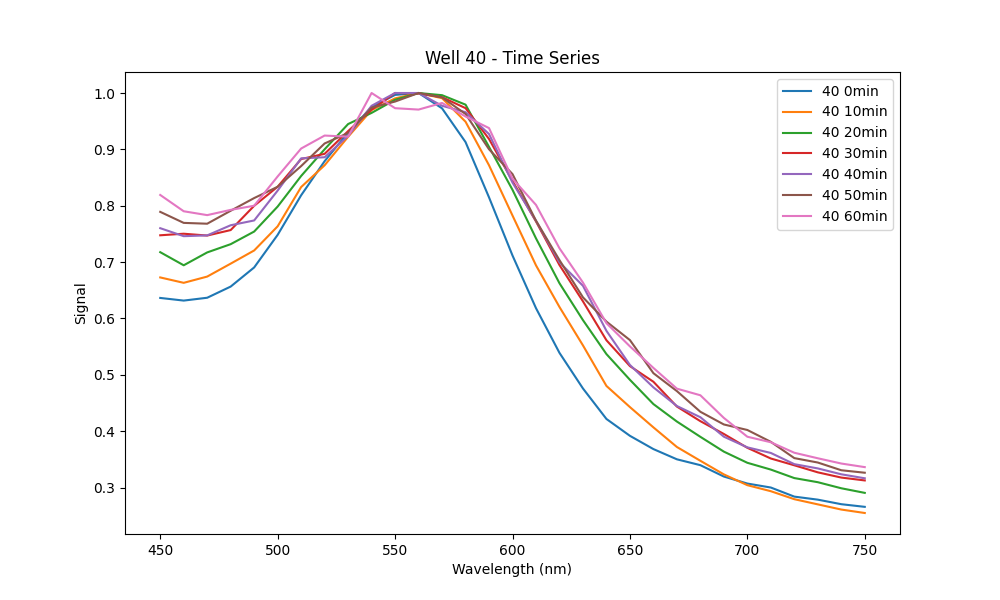 Well 40 - Time Series
1.0
0.9
0.8
0.7
0.6
0.5
0.4
0.3
Signal
40 0min
40 10min
40 20min
40 30min
40 40min
40 50min
40 60min
450 500 550 600 650 700 750
Wavelength (nm)